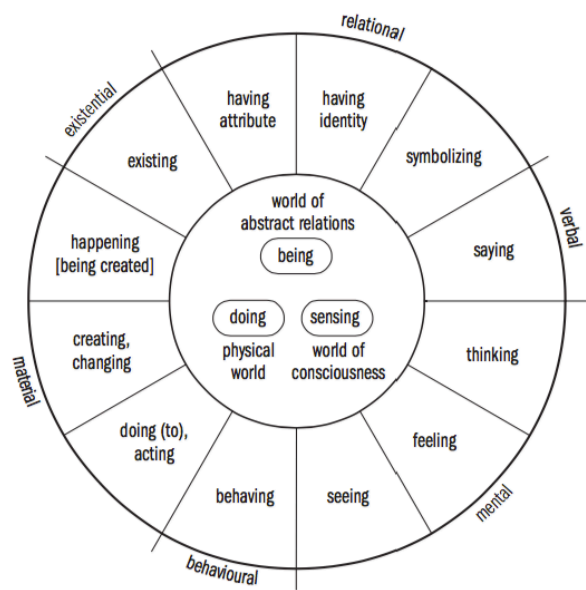 relational
having
attribute
having
identity
existential
existing
symbolizing
world of
abstract relations
being
verbal
happening
[being created]
saying
doing
sensing
physical
world
world of
consciousness
creating,
changing
thinking
material
doing (to),
acting
feeling
behaving
seeing
mental
behavioural